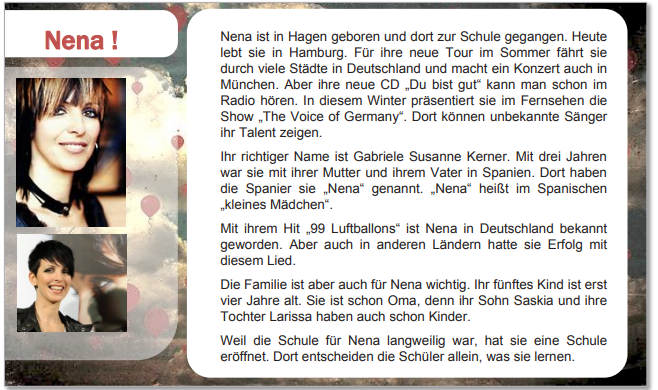 Nena !
Nena ist in Hagen geboren und dort zur Schule gegangen. Heute
lebt sie in Hamburg. Für ihre neue Tour im Sommer fährt sie
durch viele Städte in Deutschland und macht ein Konzert auch in
München. Aber ihre neue CD „Du bist gut“ kann man schon im
Radio hören. In diesem Winter präsentiert sie im Fernsehen die
Show „The Voice of Germany“. Dort können unbekannte Sänger
ihr Talent zeigen.
Ihr richtiger Name ist Gabriele Susanne Kerner. Mit drei Jahren
war sie mit ihrer Mutter und ihrem Vater in Spanien. Dort haben
die Spanier sie „Nena“ genannt. „Nena“ heißt im Spanischen
„kleines Mädchen“.
Mit ihrem Hit „99 Luftballons“ ist Nena in Deutschland bekannt
geworden. Aber auch in anderen Ländern hatte sie Erfolg mit
diesem Lied.
Die Familie ist aber auch für Nena wichtig. Ihr fünftes Kind ist erst
vier Jahre alt. Sie ist schon Oma, denn ihr Sohn Saskia und ihre
Tochter Larissa haben auch schon Kinder.
Weil die Schule für Nena langweilig war, hat sie eine Schule
eröffnet. Dort entscheiden die Schüler allein, was sie lernen.